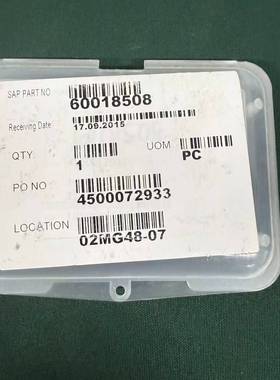 SAP PART NO
60018508
Receiving Date:
17.09.2015
QTY
1
UOM
PC
PO NO
4500072933
LOCATION
02MG48-07